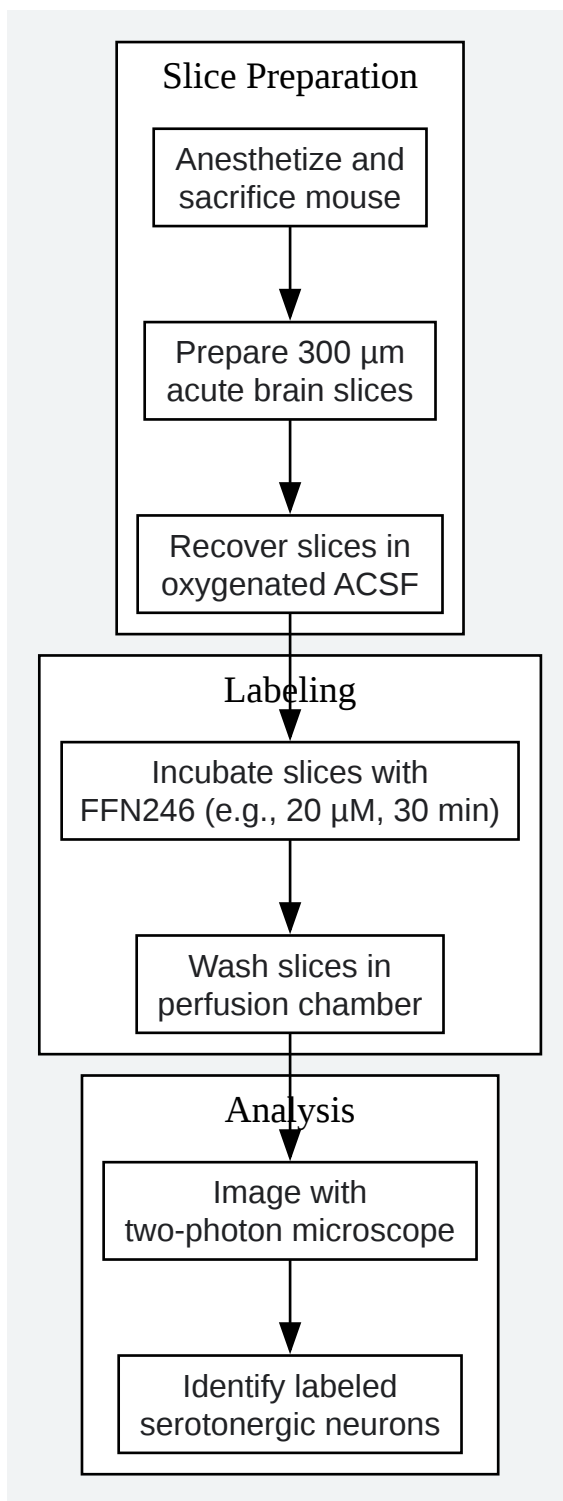 Slice Preparation
Anesthetize and
sacrifice mouse
Prepare 300 µm
acute brain slices
Recover slices in
oxygenated ACSF
Labeling
Incubate slices with
FFN246 (e.g., 20 µM, 30 min)
Wash slices in
perfusion chamber
Analysis
Image with
two-photon microscope
Identify labeled
serotonergic neurons